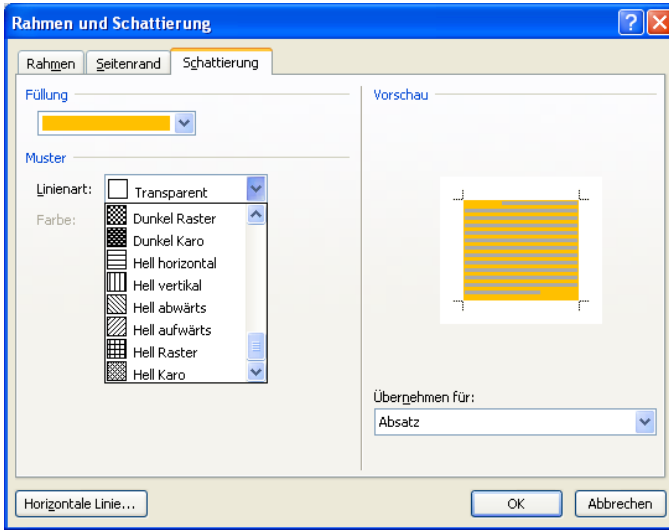 Rahmen und Schattierung
Rahmen
Seitenrand
Schattierung
Füllung
Muster
Linienart:
Transparent
Farbe:
Dunkel Raster
Dunkel Karo
Hell horizontal
Hell vertikal
Hell abwärts
Hell aufwärts
Hell Raster
Hell Karo
Vorschau
Übernehmen für:
Absatz
Horizontale Linie...
OK
Abbrechen